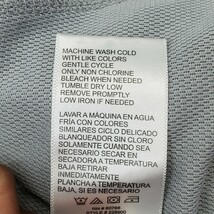 MACHINE WASH COLD
WITH LIKE COLORS
GENTLE CYCLE
ONLY NON CHLORINE
BLEACH WHEN NEEDED
TUMBLE DRY LOW
REMOVE PROMPTLY
LOW IRON IF NEEDED
LAVAR A MÁQUINA EN AGUA
FRÍA CON COLORES
SIMILARES CICLO DELICADO
BLANQUEADOR SIN CLORO
SOLAMENTE CUANDO SEA
SECAR EN TEMPERATURA
BAJA RETIRAR
INMEDIATAMENTE
PLANCHA A TEMPERATURA
BAJA, SI ES NECESARIO
STYLE #